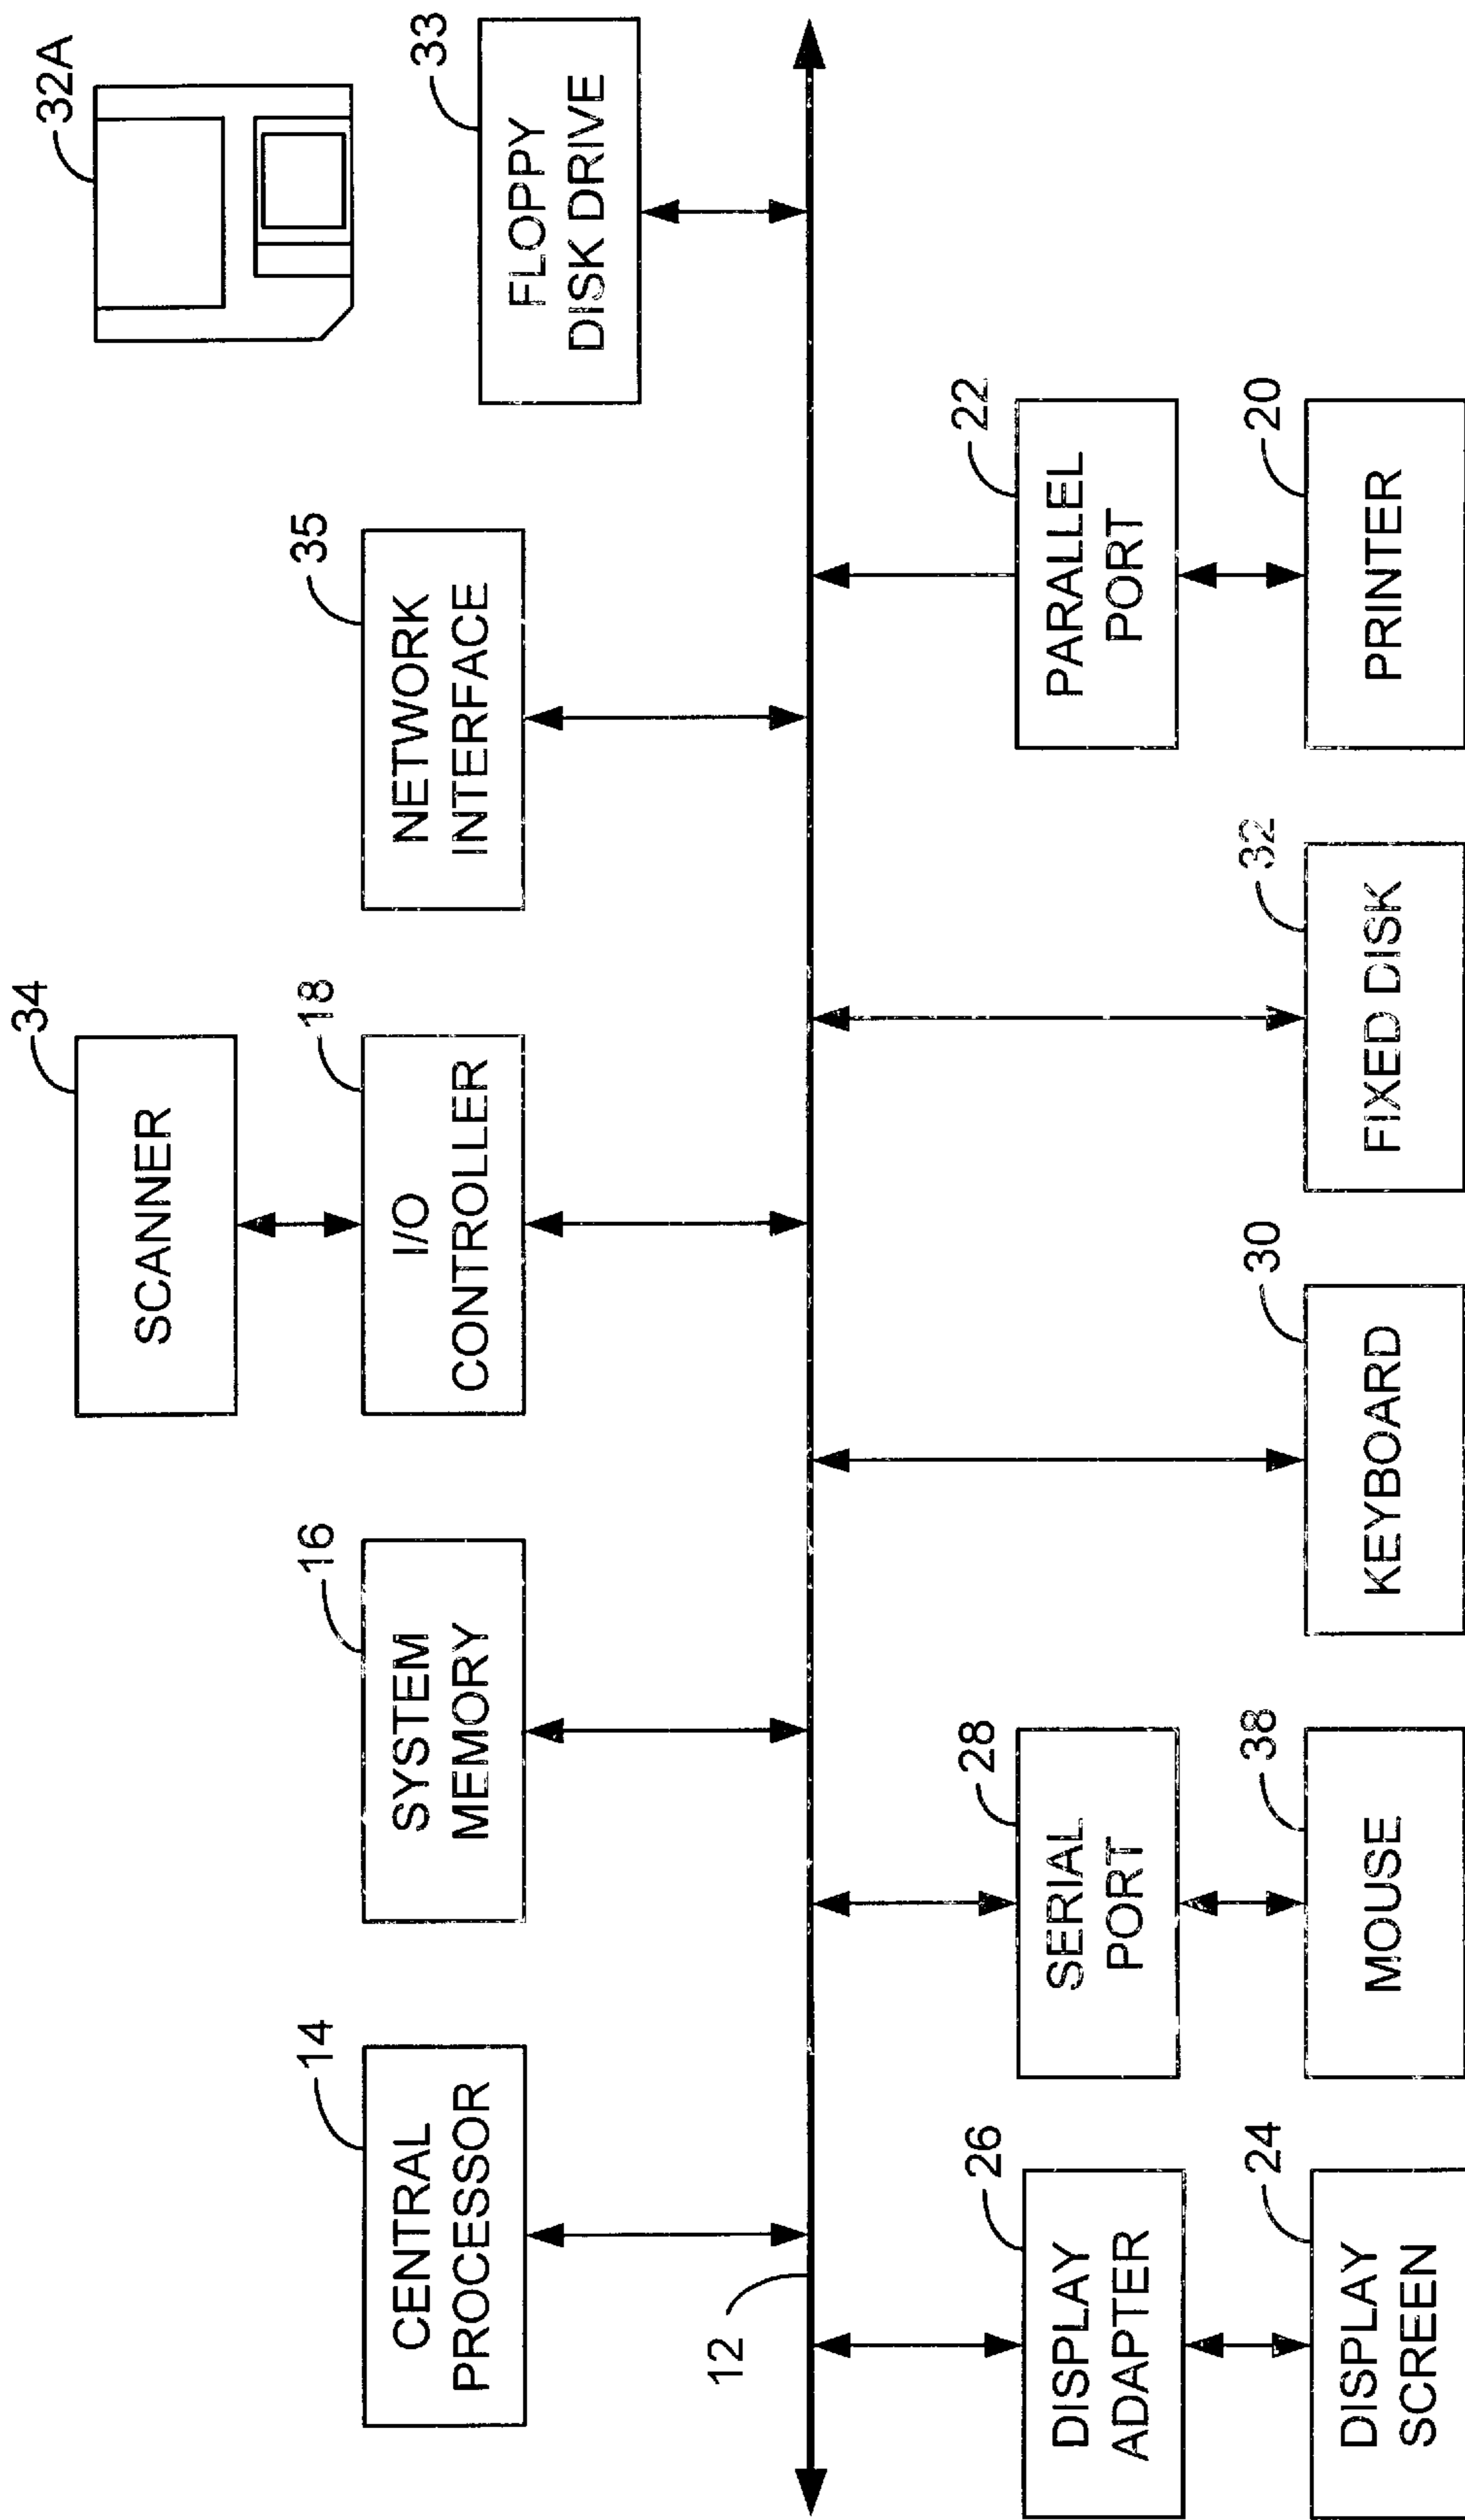 34
SCANNER
32A
14
CENTRAL
PROCESSOR
16
SYSTEM
MEMORY
18
I/O
CONTROLLER
35
NETWORK
INTERFACE
33
FLOPPY
DISK DRIVE
12
26
DISPLAY
ADAPTER
28
SERIAL
PORT
22
PARALLEL
PORT
24
DISPLAY
SCREEN
38
MOUSE
30
KEYBOARD
32
FIXED DISK
20
PRINTER